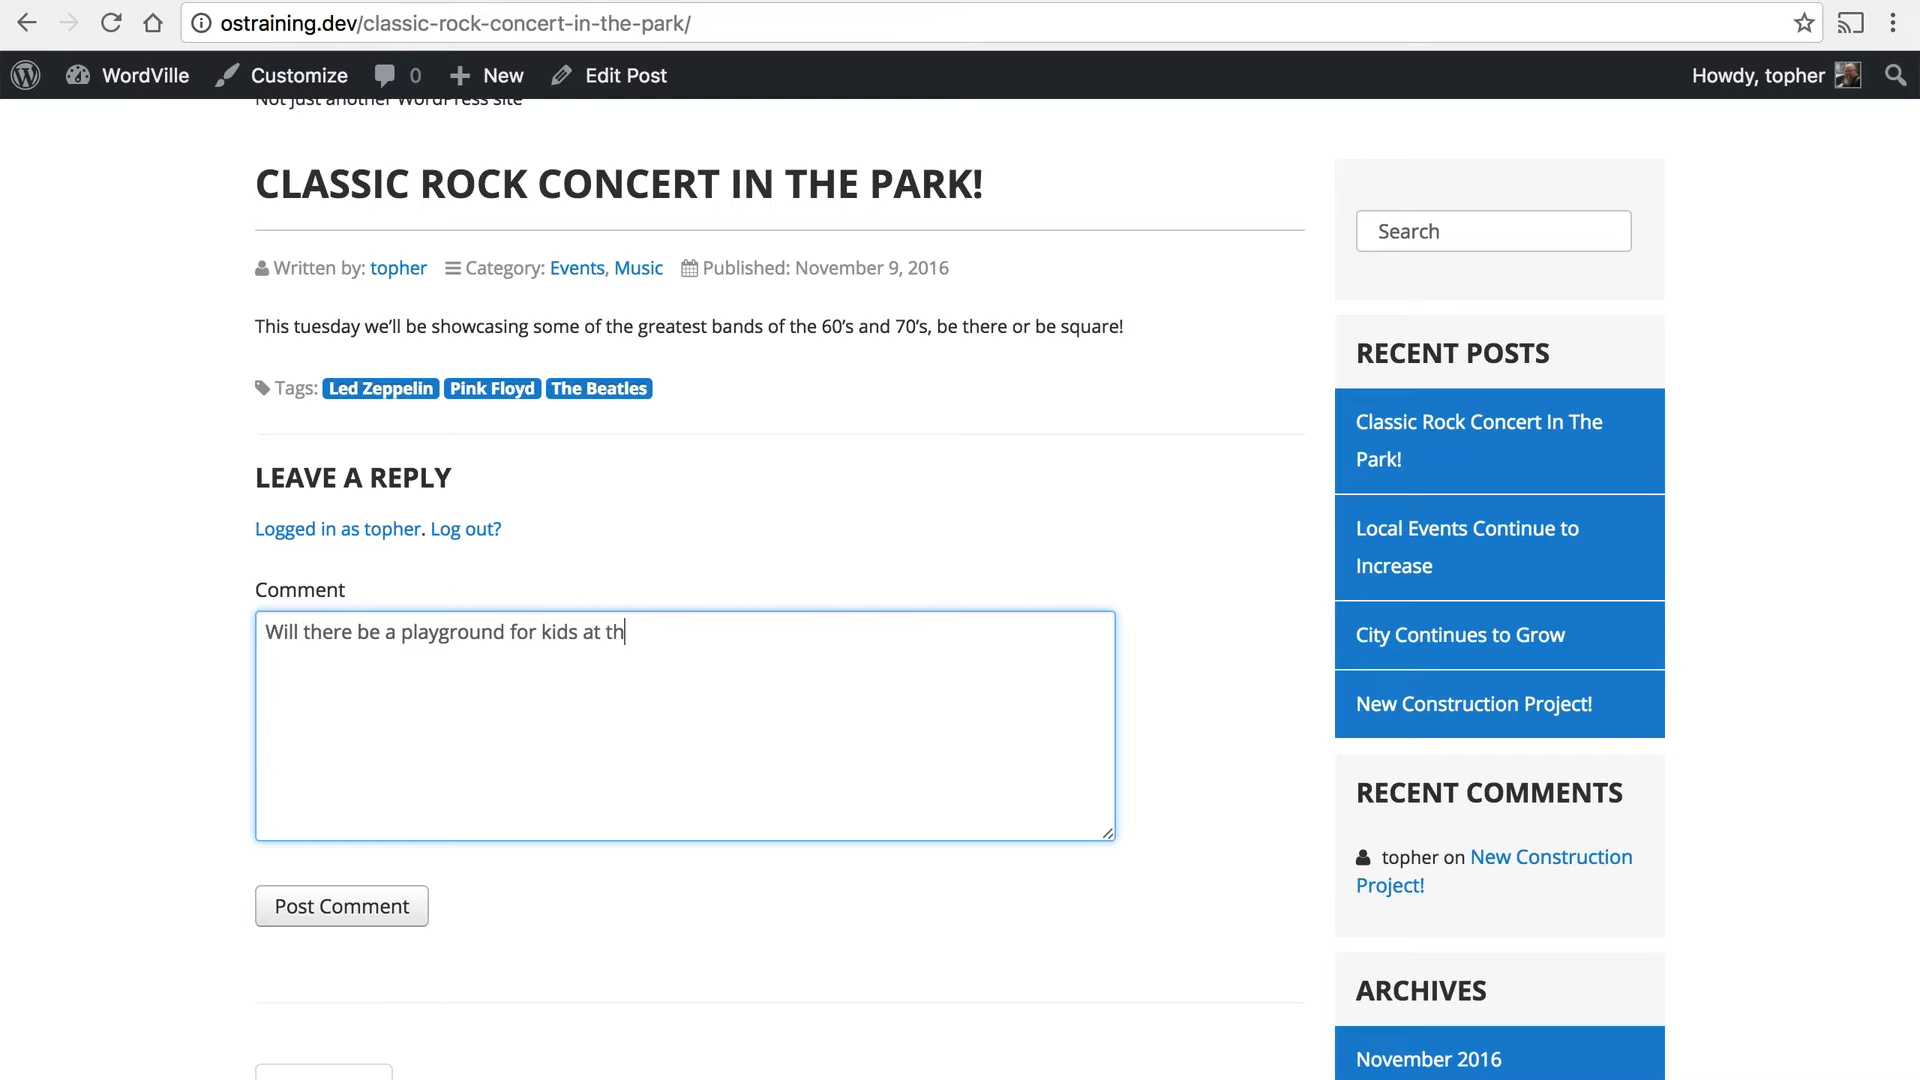 ostraining.dev/classic-rock-concert-in-the-park/
WordVille Customize 0 New Edit Post Howdy, topher
Not just another WordPress site
CLASSIC ROCK CONCERT IN THE PARK!
Written by: topher Category: Events, Music Published: November 9, 2016
This tuesday we’ll be showcasing some of the greatest bands of the 60’s and 70’s, be there or be square!
Tags: Led Zeppelin Pink Floyd The Beatles
LEAVE A REPLY
Logged in as topher. Log out?
Comment
Will there be a playground for kids at th
Post Comment
Search
RECENT POSTS
Classic Rock Concert In The
Park!
Local Events Continue to
Increase
City Continues to Grow
New Construction Project!
RECENT COMMENTS
topher on New Construction
Project!
ARCHIVES
November 2016